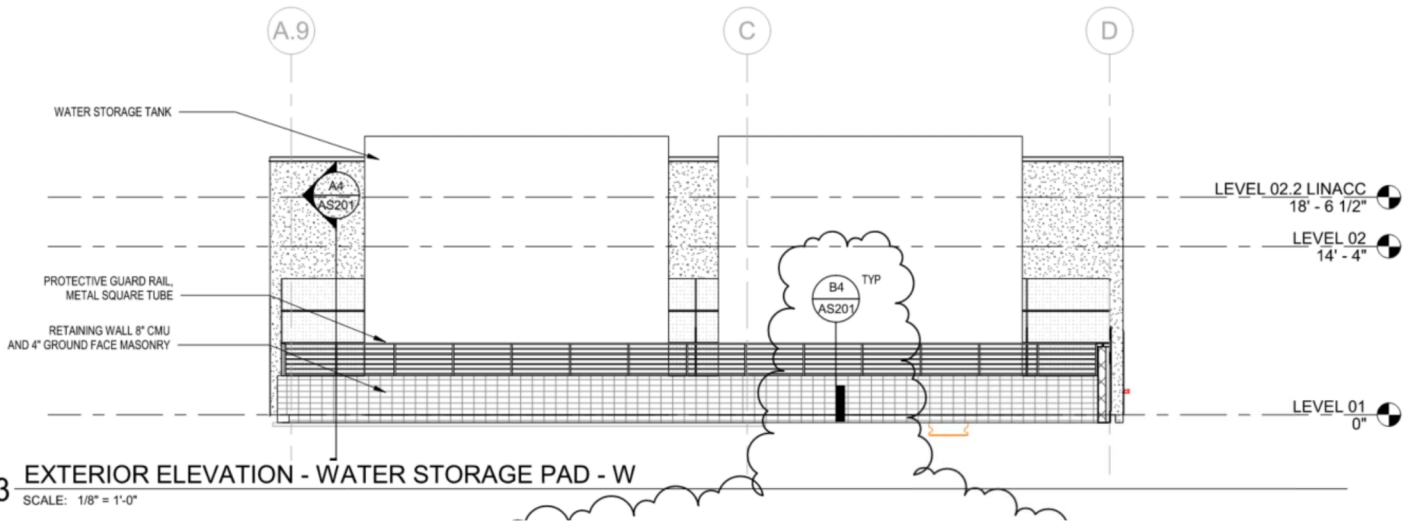 A.9
C
D
WATER STORAGE TANK
A4
AS201
LEVEL 02.2 LINACC
18' - 6 1/2"
LEVEL 02
14' - 4"
PROTECTIVE GUARD RAIL,
METAL SQUARE TUBE
B4
AS201
TYP
RETAINING WALL 8" CMU
AND 4" GROUND FACE MASONRY
LEVEL 01
0"
3 EXTERIOR ELEVATION - WATER STORAGE PAD - W
SCALE: 1/8" = 1'-0"